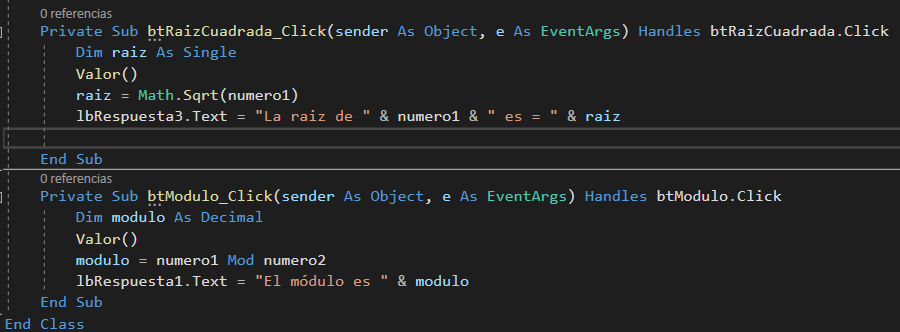 0 referencias
Private Sub btRaizCuadrada_Click(sender As Object, e As EventArgs) Handles btRaizCuadrada.Click
Dim raiz As Single
Valor()
raiz = Math.Sqrt(numero1)
lbRespuesta3.Text = "La raiz de " & numero1 & " es = " & raiz
End Sub
0 referencias
Private Sub btModulo_Click(sender As Object, e As EventArgs) Handles btModulo.Click
Dim modulo As Decimal
Valor()
modulo = numero1 Mod numero2
lbRespuesta1.Text = "El módulo es " & modulo
End Sub
End Class